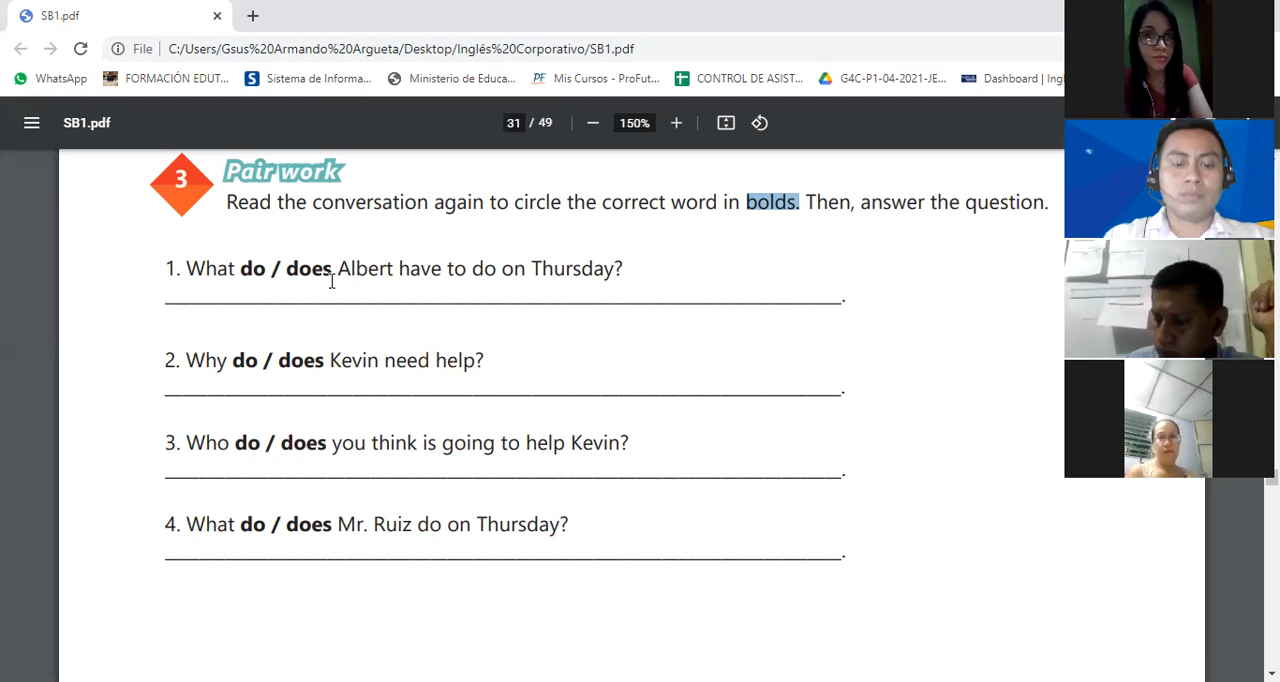 SB1.pdf
File C:/Users/Gsus%20Armando%20Argueta/Desktop/Inglés%20Corporativo/SB1.pdf
WhatsApp FORMACIÓN EDUT... Sistema de Informa... Ministerio de Educa... Mis Cursos - ProFut... CONTROL DE ASIST... G4C-P1-04-2021-JE... Dashboard | Ingl
SB1.pdf 31 / 49 150%
3 Pair work
Read the conversation again to circle the correct word in bolds. Then, answer the question.
1. What do / does Albert have to do on Thursday?
2. Why do / does Kevin need help?
3. Who do / does you think is going to help Kevin?
4. What do / does Mr. Ruiz do on Thursday?